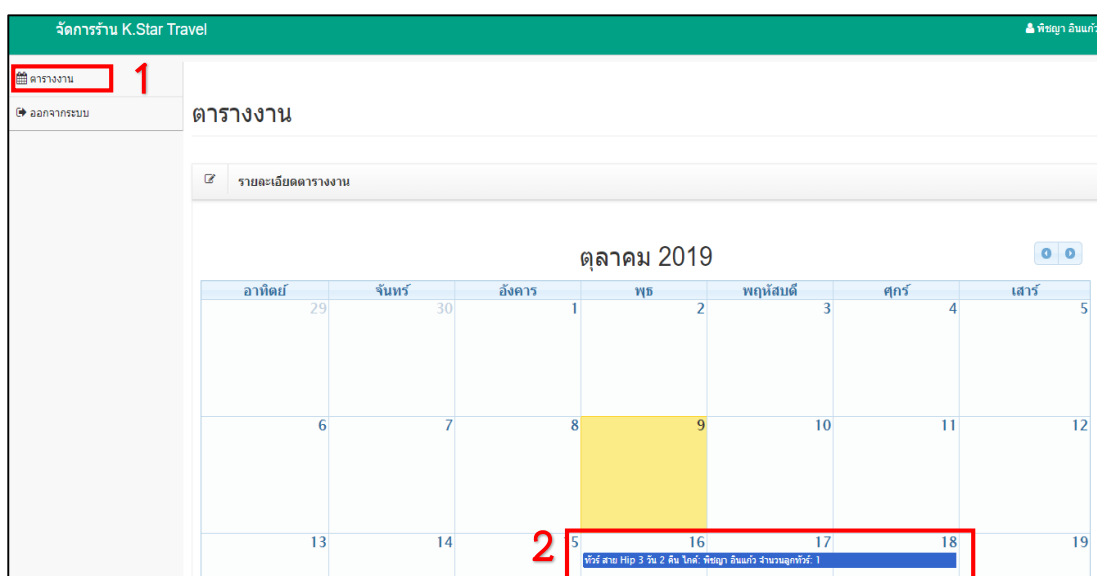 จัดการร้าน K.Star Travel
พิชญา อินแก้ว
ตารางงาน
1
ออกจากระบบ
ตารางงาน
รายละเอียดตารางงาน
ตุลาคม 2019
อาทิตย์ จันทร์ อังคาร พุธ พฤหัสบดี ศุกร์ เสาร์
29 30 1 2 3 4 5
6 7 8 9 10 11 12
13 14 15 16 17 18 19
2
ทัวร์ สาย Hip 3 วัน 2 คืน ไกด์: พิชญา อินแก้ว จำนวนลูกทัวร์: 1